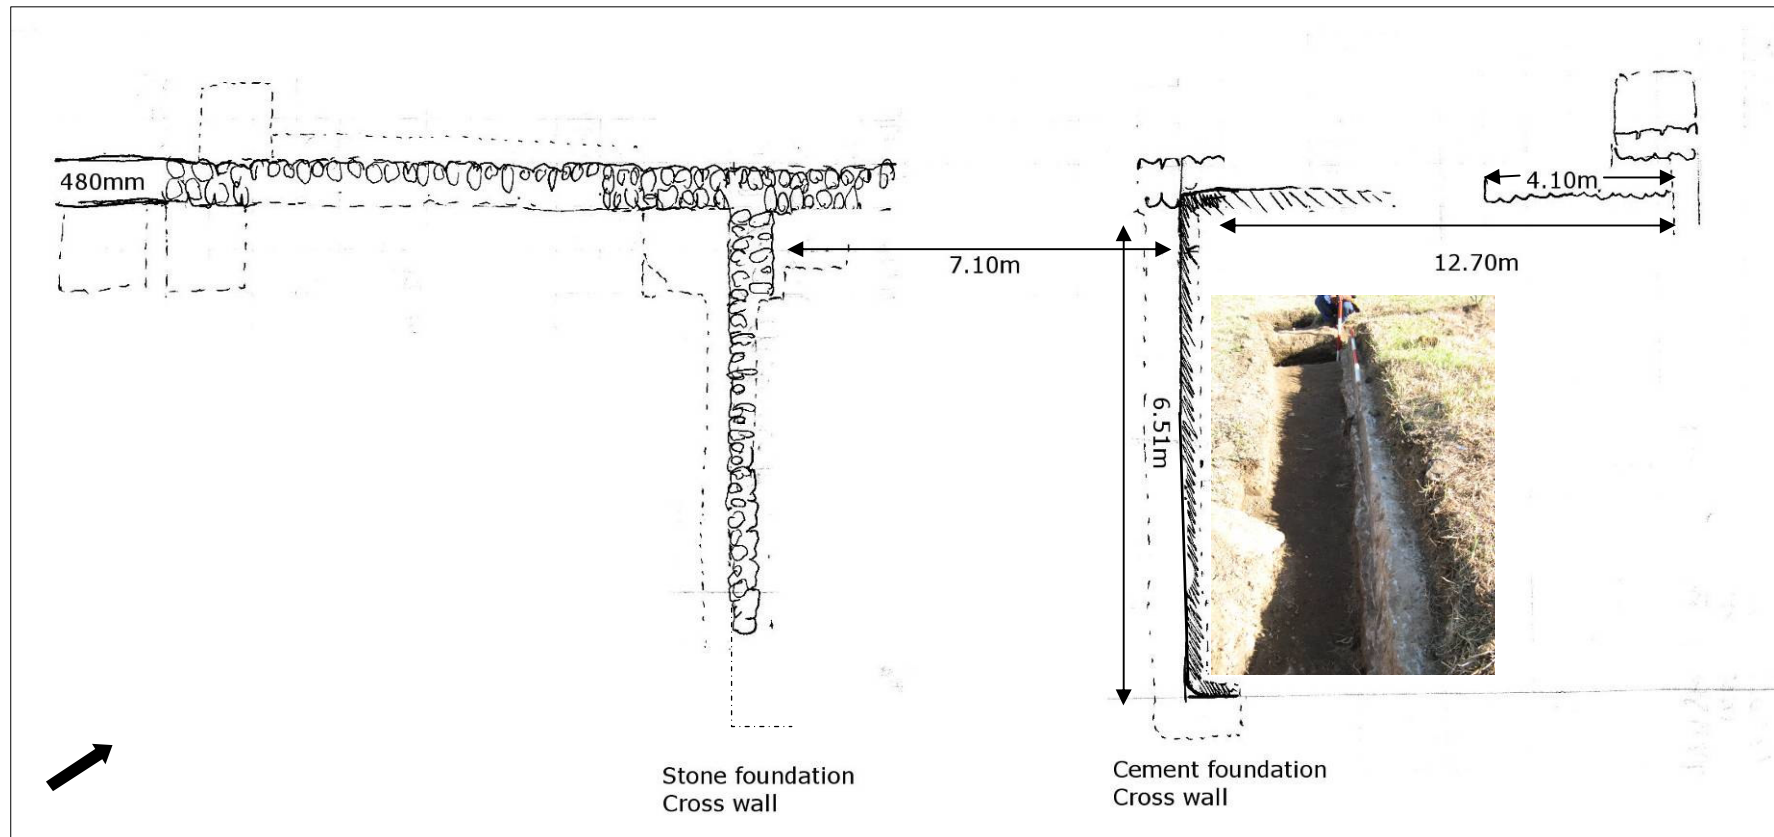 480mm
4.10m
7.10m
12.70m
6.51m
Stone foundation
Cross wall
Cement foundation
Cross wall